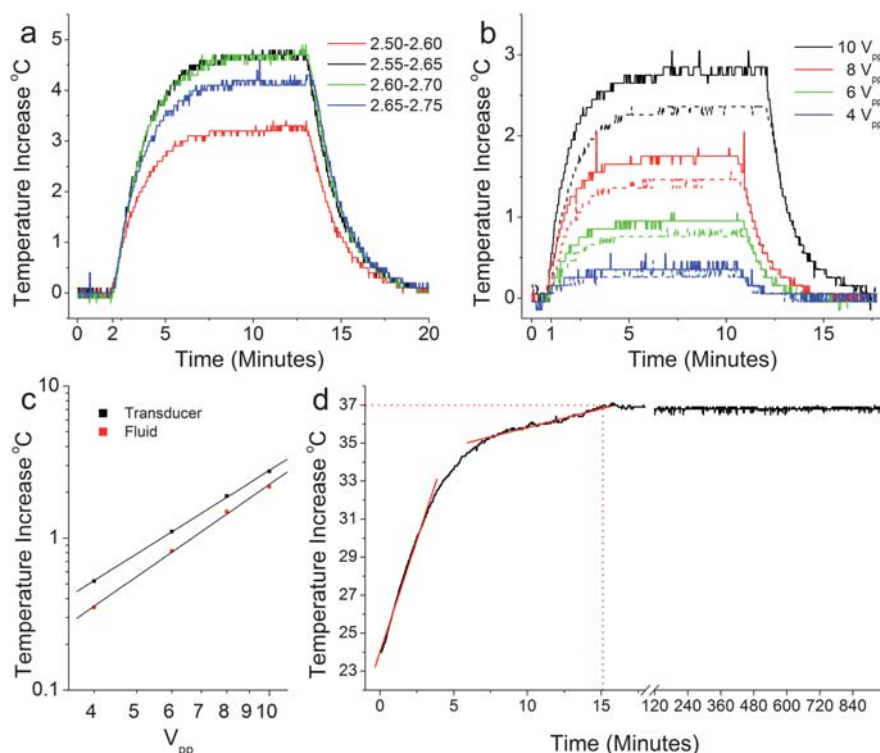 a
Temperature Increase °C
5
4
3
2
1
0
2.50-2.60
2.55-2.65
2.60-2.70
2.65-2.75
0 2 5 10 15 20
Time (Minutes)
b
Temperature Increase °C
3
2
1
0
10 Vpp
8 Vpp
6 Vpp
4 Vpp
0 1 5 10 15
Time (Minutes)
c
Temperature Increase °C
10
1
0.1
Transducer
Fluid
4 6 7 8 9 10
Vpp
d
Temperature Increase °C
37
35
33
31
29
27
25
23
0 5 10 15 120 240 360 480 600 720 840
Time (Minutes)